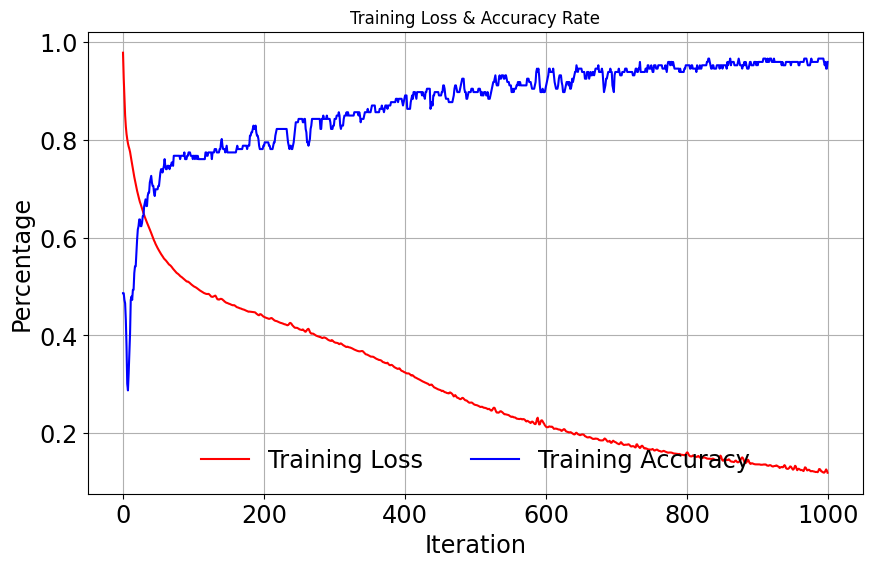 Training Loss & Accuracy Rate
1.0
0.8
0.6
0.4
0.2
Percentage
Training Loss Training Accuracy
0 200 400 600 800 1000
Iteration